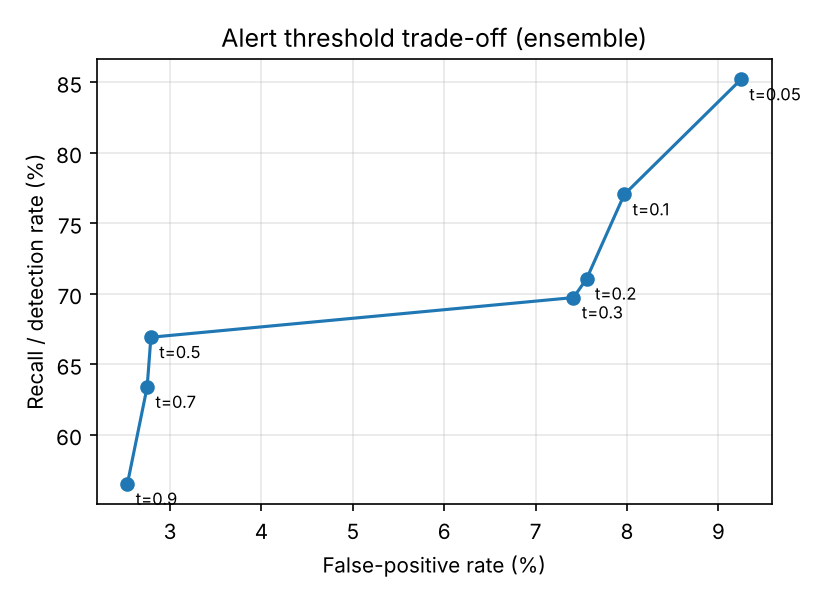 Alert threshold trade-off (ensemble)
85
80
75
70
65
60
Recall / detection rate (%)
t=0.05
t=0.1
t=0.2
t=0.3
t=0.5
t=0.7
t=0.9
3 4 5 6 7 8 9
False-positive rate (%)